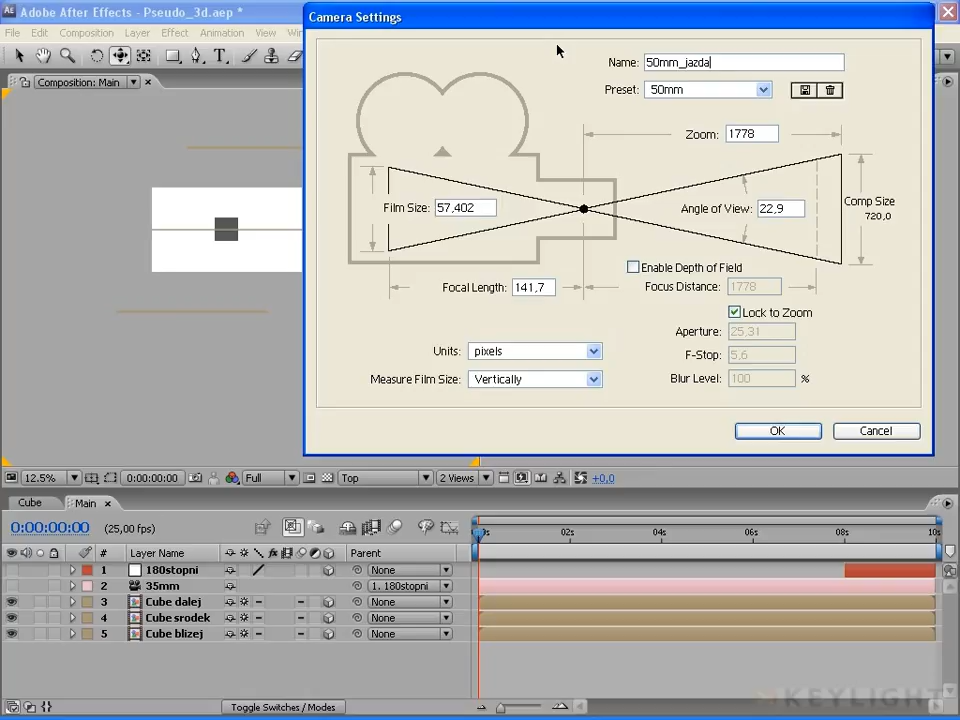 Adobe After Effects - Pseudo_3d.aep *
Camera Settings
File Edit Composition Layer Effect Animation View
Composition: Main
Name: 50mm_jazda
Preset: 50mm
Zoom: 1778
Film Size: 57,402
Angle of View: 22,9
Comp Size
720,0
Enable Depth of Field
Focal Length: 141,7
Focus Distance: 1778
Lock to Zoom
Aperture: 25,31
Units: pixels
F-Stop: 5,6
Measure Film Size: Vertically
Blur Level: 100 %
OK Cancel
12.5% 0:00:00:00 Full Top 2 Views +0,0
Cube Main
0:00:00:00 (25,00 fps)
02s 04s 06s 08s 10s
# Layer Name Parent
1 180stopni None
2 35mm 1. 180stopni
3 Cube dalej None
4 Cube srodek None
5 Cube blizej None
Toggle Switches / Modes
KEYLIGHT